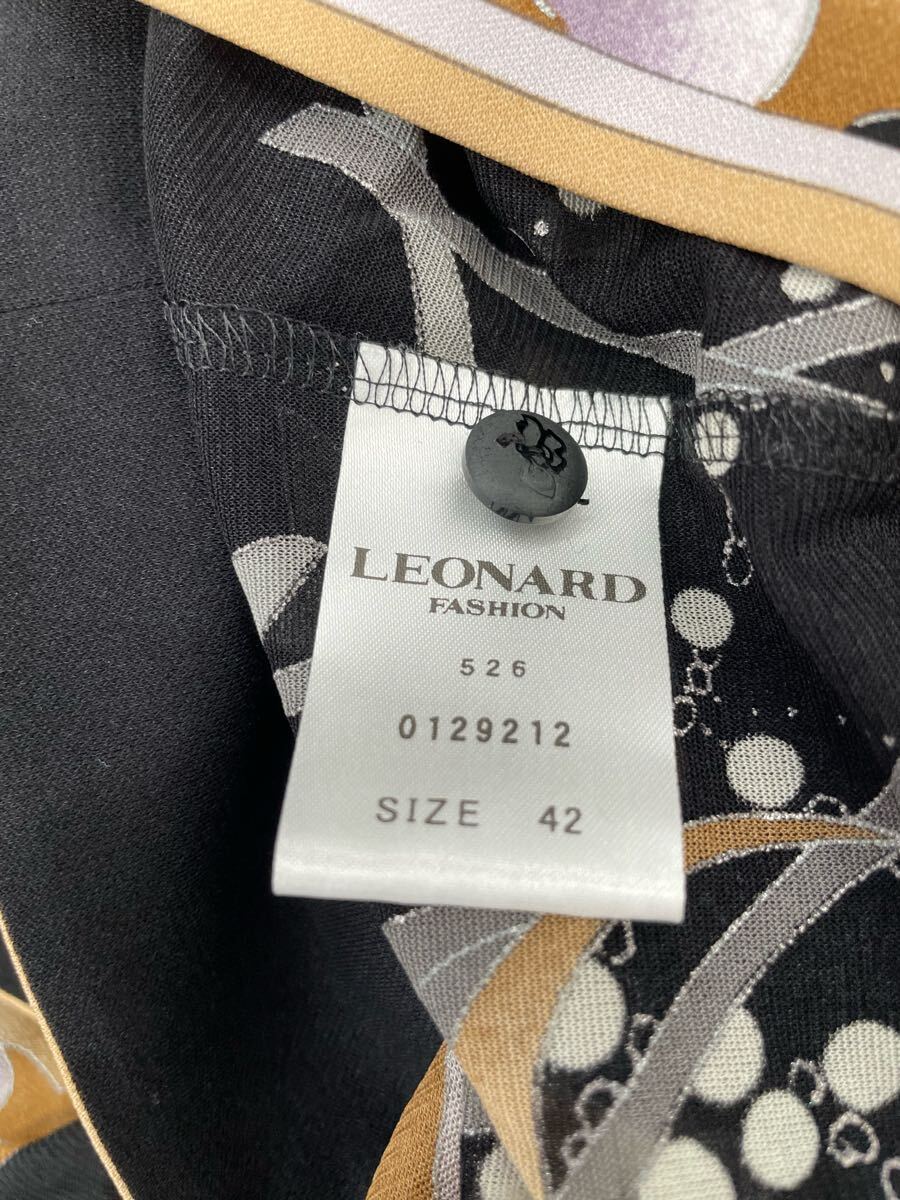 LEONARD
FASHION
526
0129212
SIZE 42